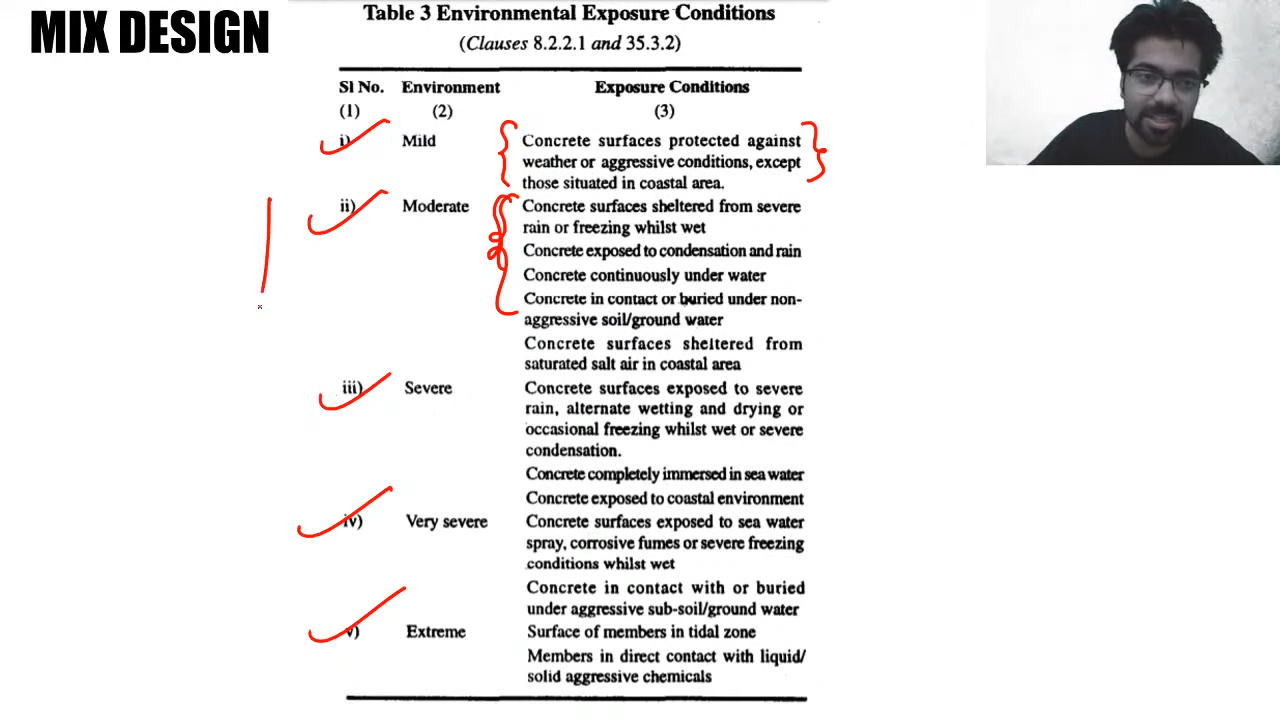 MIX DESIGN
Table 3 Environmental Exposure Conditions
(Clauses 8.2.2.1 and 35.3.2)
Sl No. Environment Exposure Conditions
(1) (2) (3)
i) Mild Concrete surfaces protected against
weather or aggressive conditions, except
those situated in coastal area.
ii) Moderate Concrete surfaces sheltered from severe
rain or freezing whilst wet
Concrete exposed to condensation and rain
Concrete continuously under water
Concrete in contact or buried under non-
aggressive soil/ground water
Concrete surfaces sheltered from
saturated salt air in coastal area
iii) Severe Concrete surfaces exposed to severe
rain, alternate wetting and drying or
occasional freezing whilst wet or severe
condensation.
Concrete completely immersed in sea water
Concrete exposed to coastal environment
iv) Very severe Concrete surfaces exposed to sea water
spray, corrosive fumes or severe freezing
conditions whilst wet
Concrete in contact with or buried
under aggressive sub-soil/ground water
v) Extreme Surface of members in tidal zone
Members in direct contact with liquid/
solid aggressive chemicals